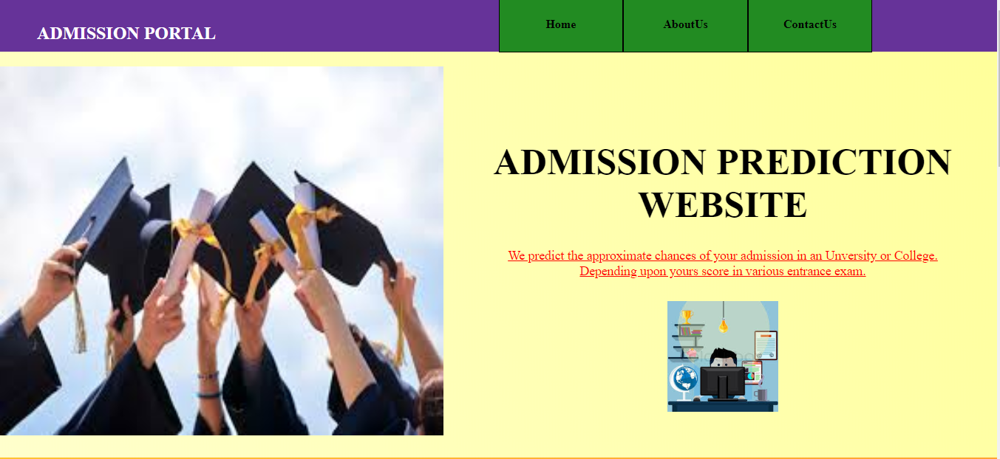 ADMISSION PORTAL
Home
AboutUs
ContactUs
ADMISSION PREDICTION
WEBSITE
We predict the approximate chances of your admission in an Unversity or College.
Depending upon yours score in various entrance exam.